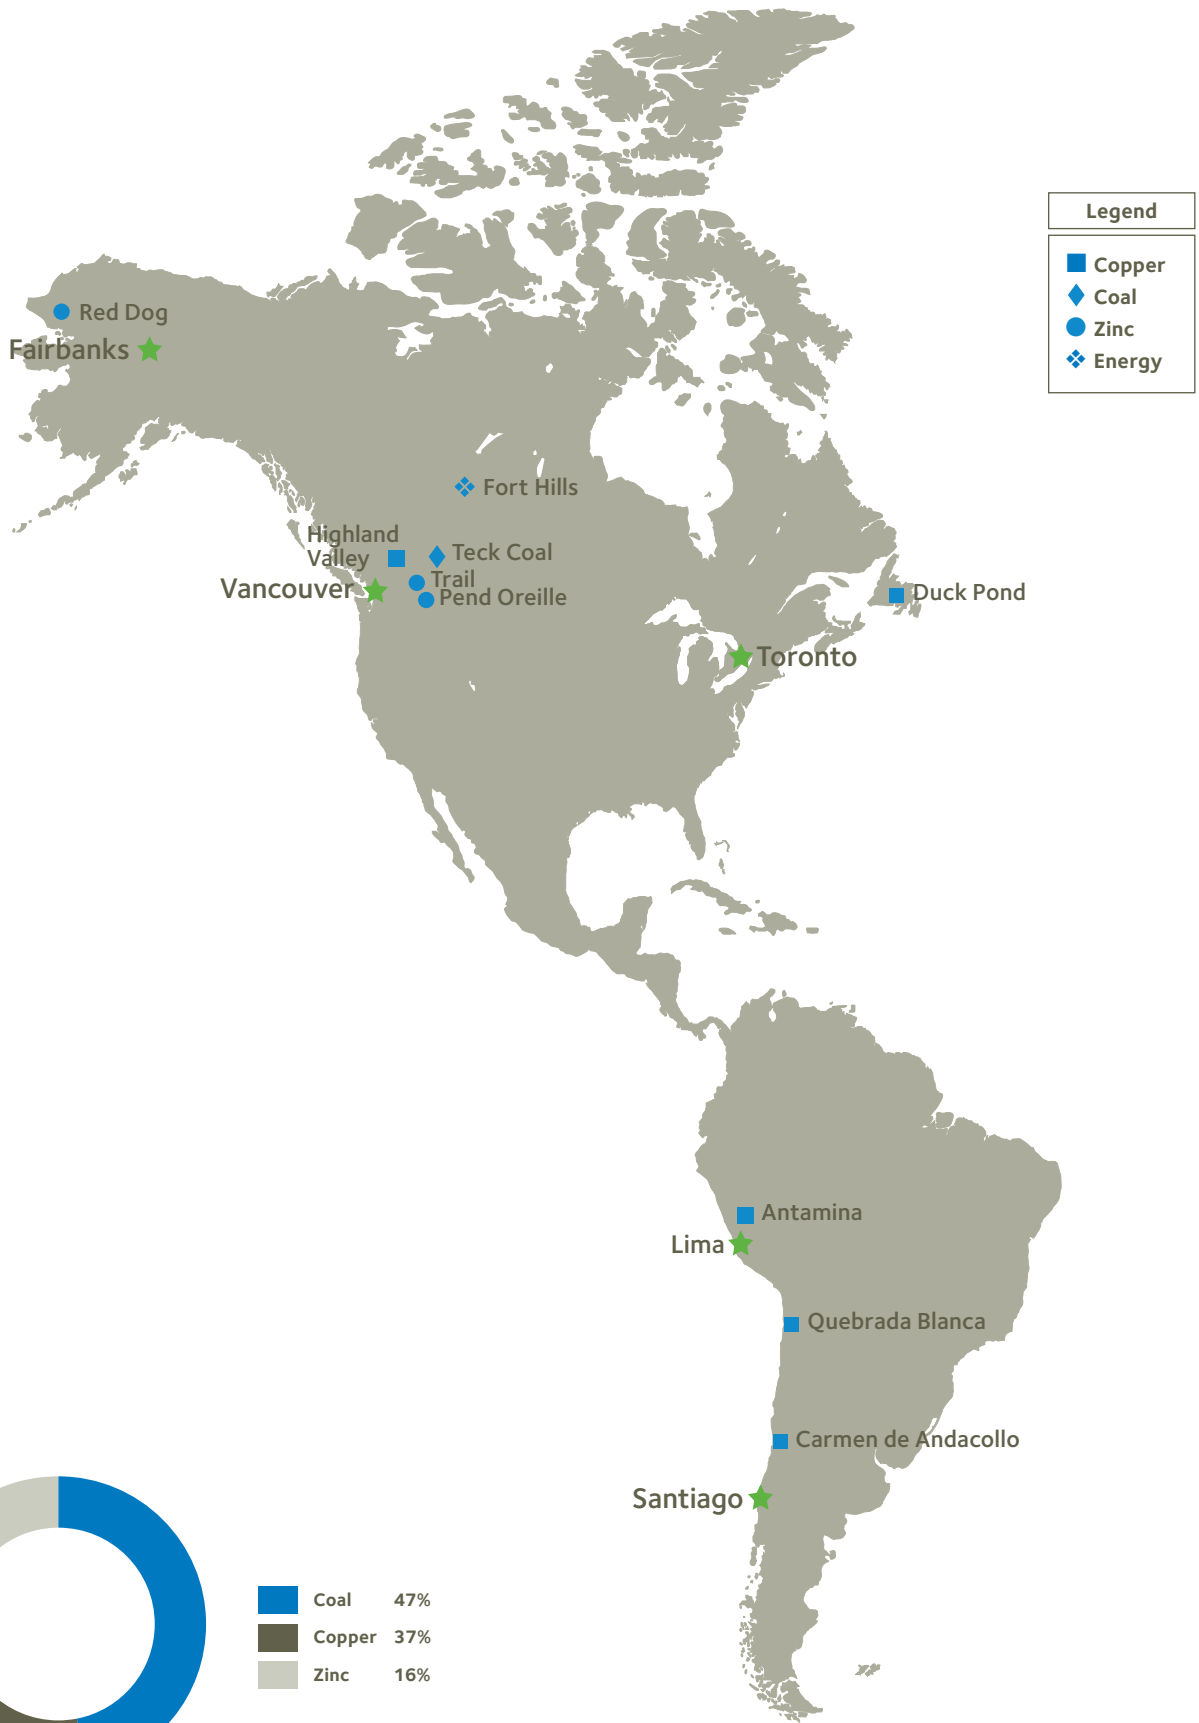 Legend
Copper
Coal
Zinc
Energy
Red Dog
Fairbanks
Fort Hills
Highland
Valley
Teck Coal
Trail
Vancouver
Pend Oreille
Duck Pond
Toronto
Antamina
Lima
Quebrada Blanca
Carmen de Andacollo
Santiago
Coal 47%
Copper 37%
Zinc 16%